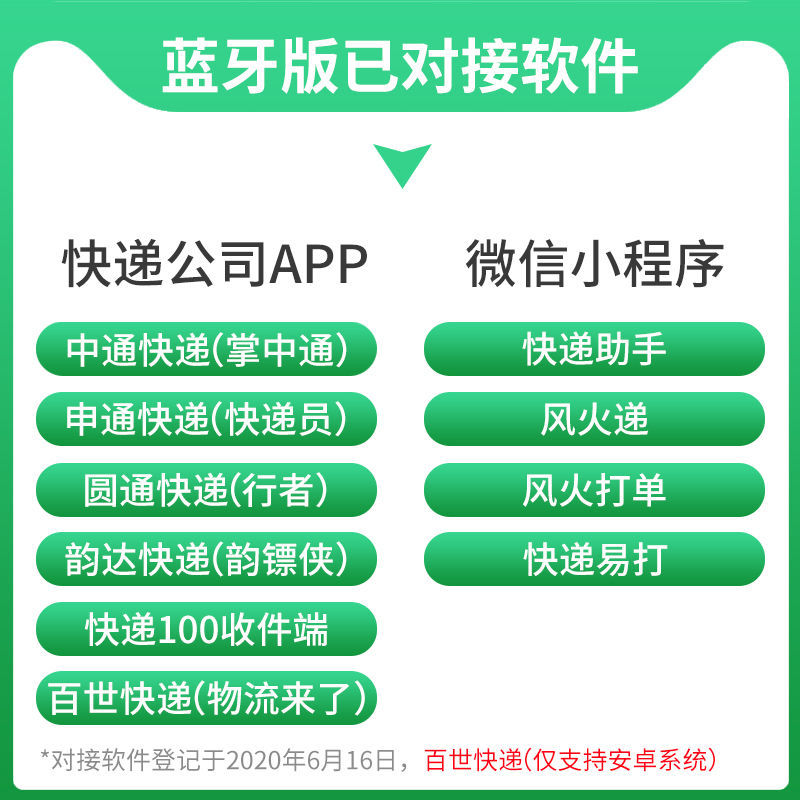 蓝牙版已对接软件
快递公司APP
中通快递(掌中通)
申通快递(快递员)
圆通快递(行者)
韵达快递(韵镖侠)
快递100收件端
百世快递(物流来了)
微信小程序
快递助手
风火递
风火打单
快递易打
*对接软件登记于2020年6月16日，百世快递(仅支持安卓系统)